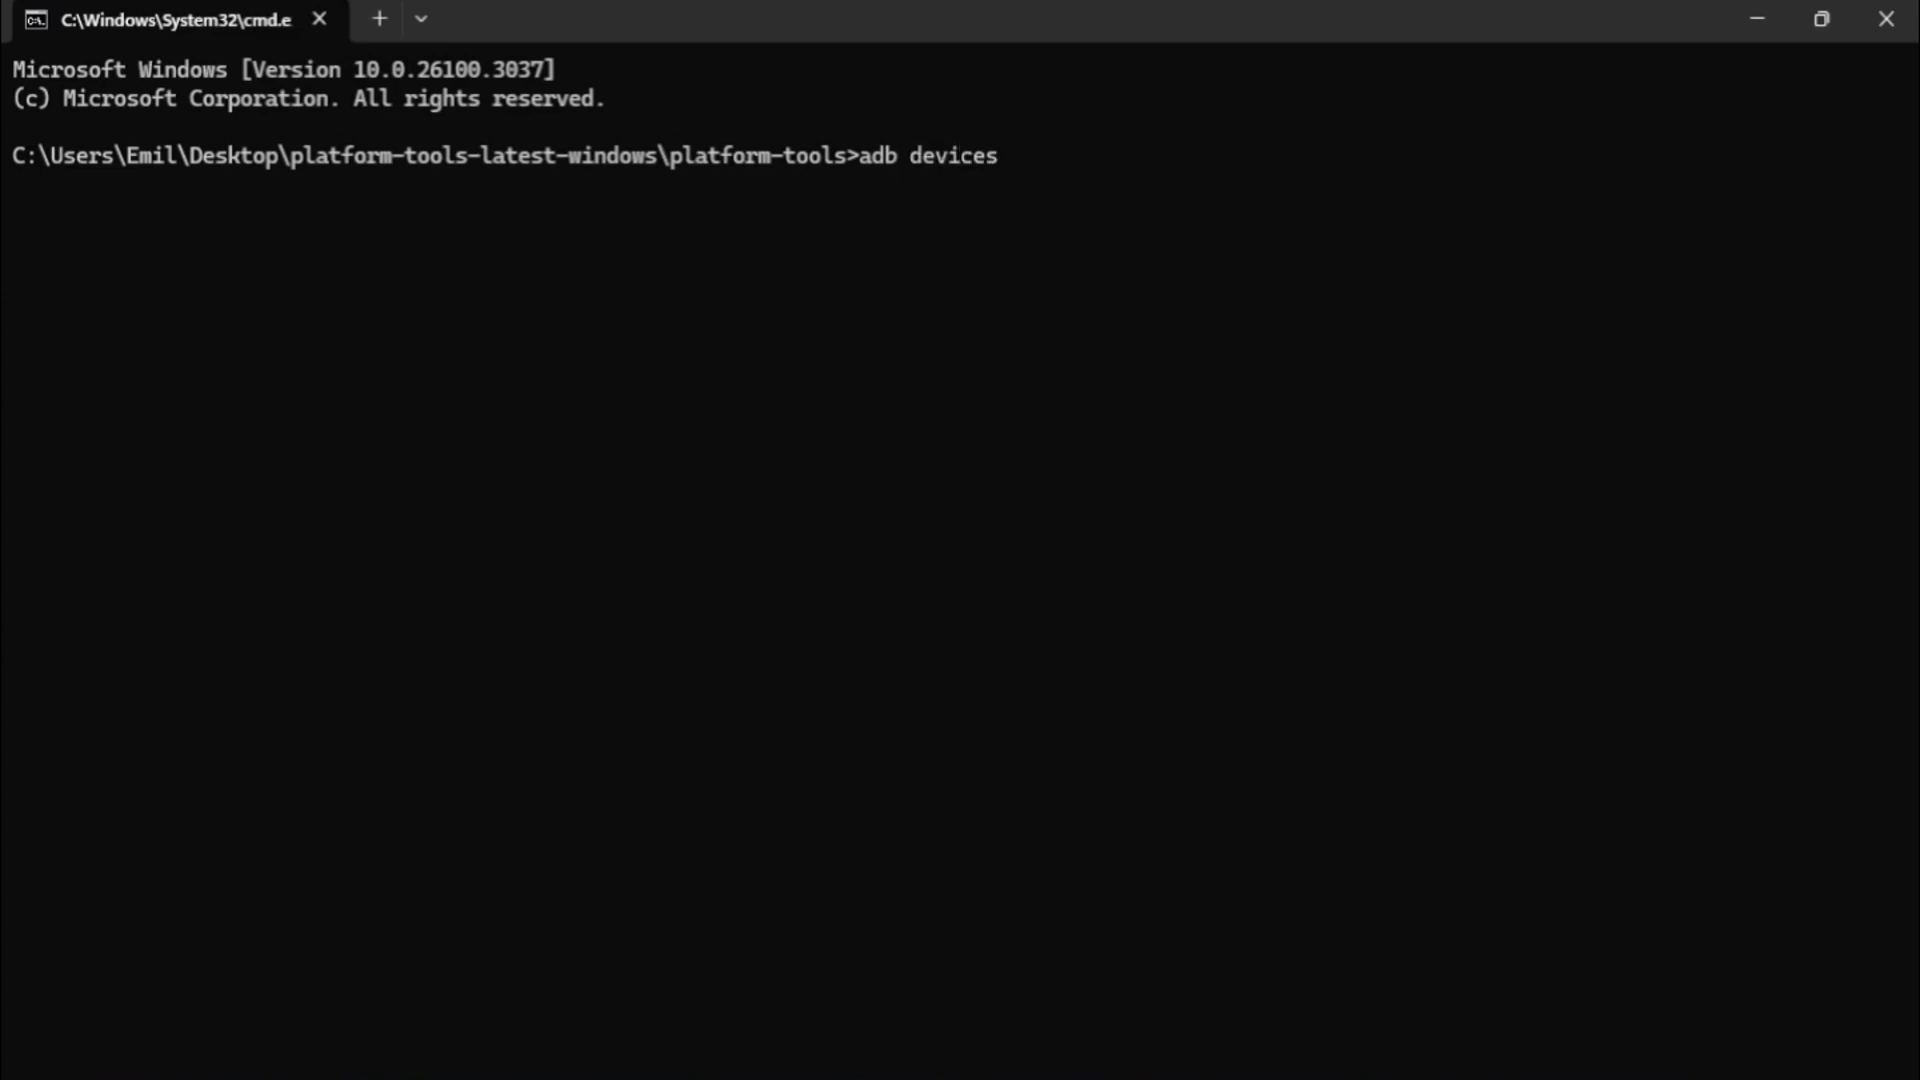 C:\Windows\System32\cmd.e
Microsoft Windows [Version 10.0.26100.3037]
(c) Microsoft Corporation. All rights reserved.
C:\Users\Emil\Desktop\platform-tools-latest-windows\platform-tools>adb devices